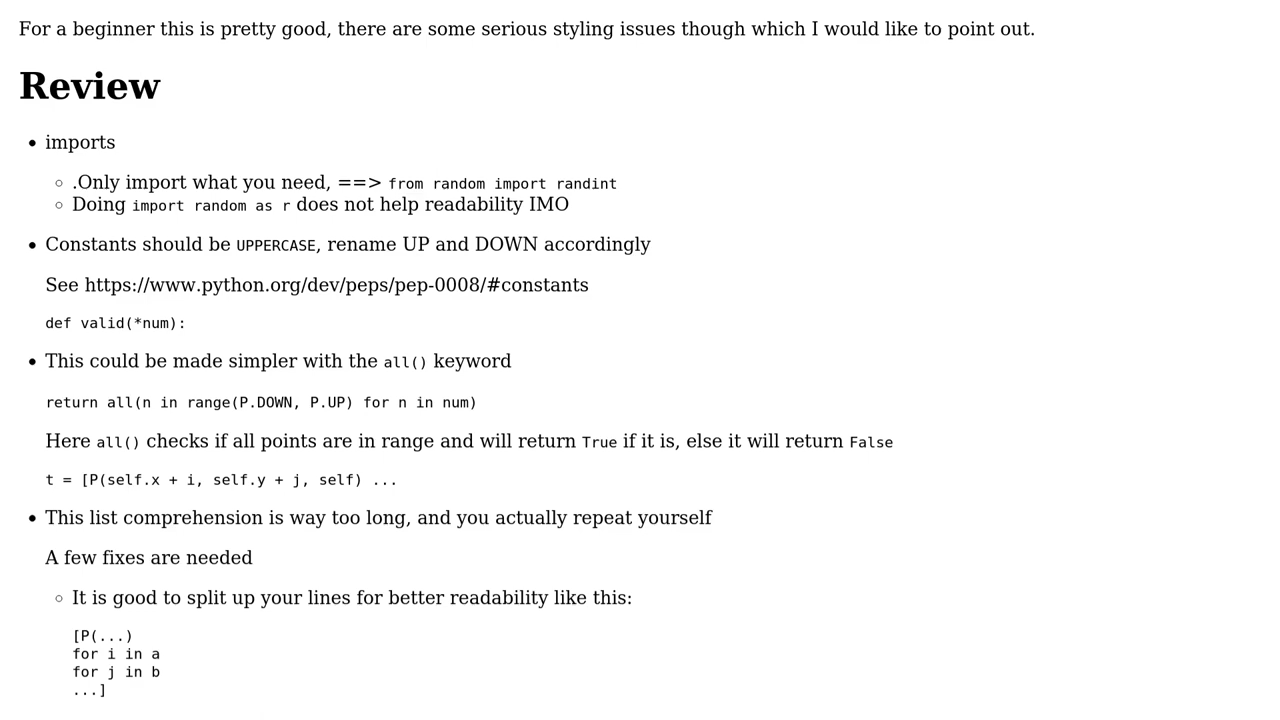 For a beginner this is pretty good, there are some serious styling issues though which I would like to point out.
Review
• imports
◦ .Only import what you need, ==> from random import randint
◦ Doing import random as r does not help readability IMO
• Constants should be UPPERCASE, rename UP and DOWN accordingly
See https://www.python.org/dev/peps/pep-0008/#constants
def valid(*num):
• This could be made simpler with the all() keyword
return all(n in range(P.DOWN, P.UP) for n in num)
Here all() checks if all points are in range and will return True if it is, else it will return False
t = [P(self.x + i, self.y + j, self) ...
• This list comprehension is way too long, and you actually repeat yourself
A few fixes are needed
◦ It is good to split up your lines for better readability like this:
[P(...)
for i in a
for j in b
...]